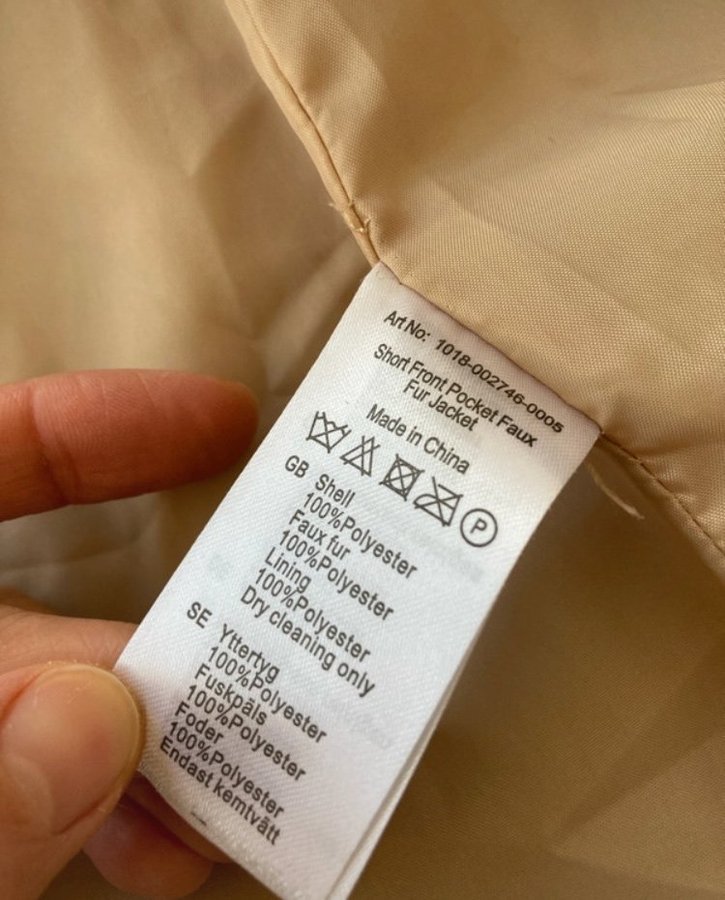 Art No: 1018-002746-0005
Short Front Pocket Faux
Fur Jacket
Made in China
P
GB Shell
100%Polyester
Faux fur
100%Polyester
Lining
100%Polyester
Dry cleaning only
SE Yttertyg
100%Polyester
Fuskpäls
100%Polyester
Foder
100%Polyester
Endast kemtvätt